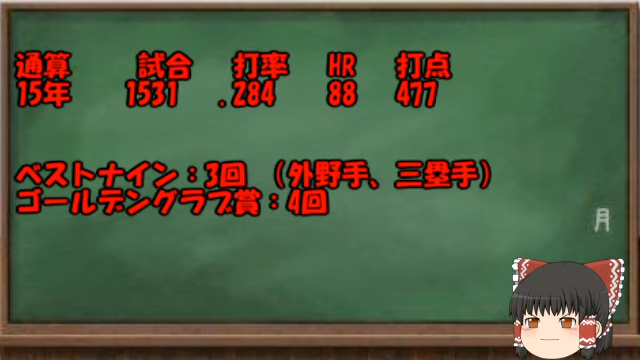 通算 試合 打率 HR 打点
15年 1531 .284 88 477
ベストナイン：3回 （外野手、三塁手）
ゴールデングラブ賞：4回
月